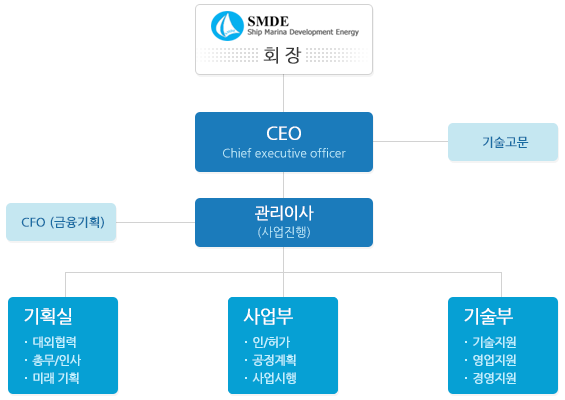 SMDE
Ship Marina Development Energy
회 장
CEO
Chief executive officer
기술고문
관리이사
(사업진행)
CFO (금융기획)
기획실
· 대외협력
· 총무/인사
· 미래 기획
사업부
· 인/허가
· 공정계획
· 사업시행
기술부
· 기술지원
· 영업지원
· 경영지원